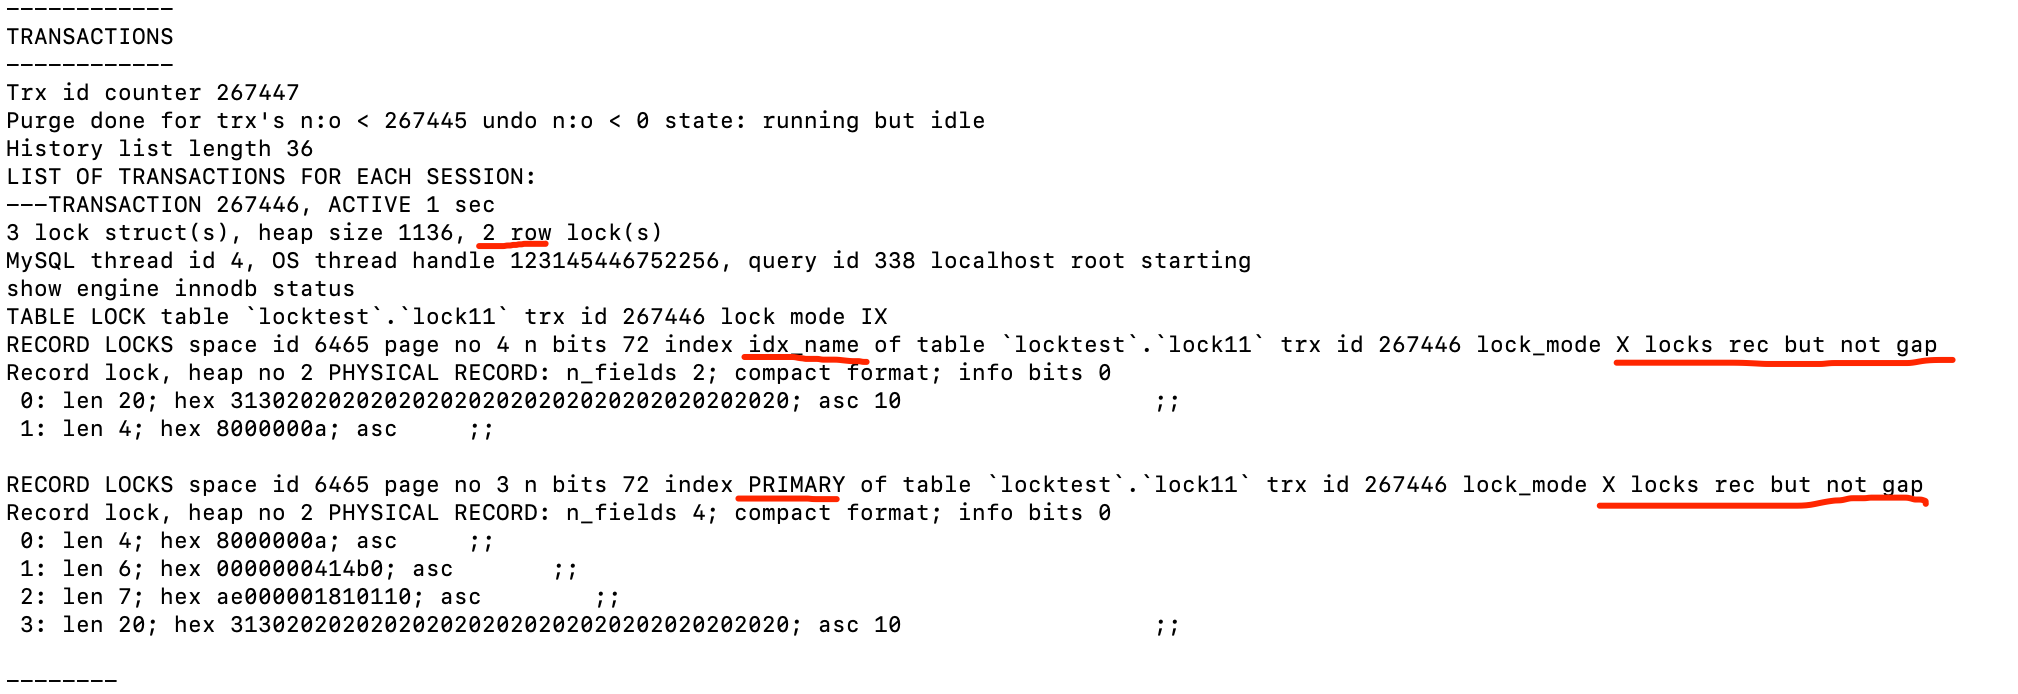 ------------
TRANSACTIONS
------------
Trx id counter 267447
Purge done for trx's n:o < 267445 undo n:o < 0 state: running but idle
History list length 36
LIST OF TRANSACTIONS FOR EACH SESSION:
---TRANSACTION 267446, ACTIVE 1 sec
3 lock struct(s), heap size 1136, 2 row lock(s)
MySQL thread id 4, OS thread handle 123145446752256, query id 338 localhost root starting
show engine innodb status
TABLE LOCK table `locktest`.`lock11` trx id 267446 lock mode IX
RECORD LOCKS space id 6465 page no 4 n bits 72 index idx_name of table `locktest`.`lock11` trx id 267446 lock_mode X locks rec but not gap
Record lock, heap no 2 PHYSICAL RECORD: n_fields 2; compact format; info bits 0
 0: len 20; hex 3130202020202020202020202020202020202020; asc 10                  ;;
 1: len 4; hex 8000000a; asc     ;;

RECORD LOCKS space id 6465 page no 3 n bits 72 index PRIMARY of table `locktest`.`lock11` trx id 267446 lock_mode X locks rec but not gap
Record lock, heap no 2 PHYSICAL RECORD: n_fields 4; compact format; info bits 0
 0: len 4; hex 8000000a; asc     ;;
 1: len 6; hex 0000000414b0; asc       ;;
 2: len 7; hex ae000001810110; asc        ;;
 3: len 20; hex 3130202020202020202020202020202020202020; asc 10                  ;;

--------